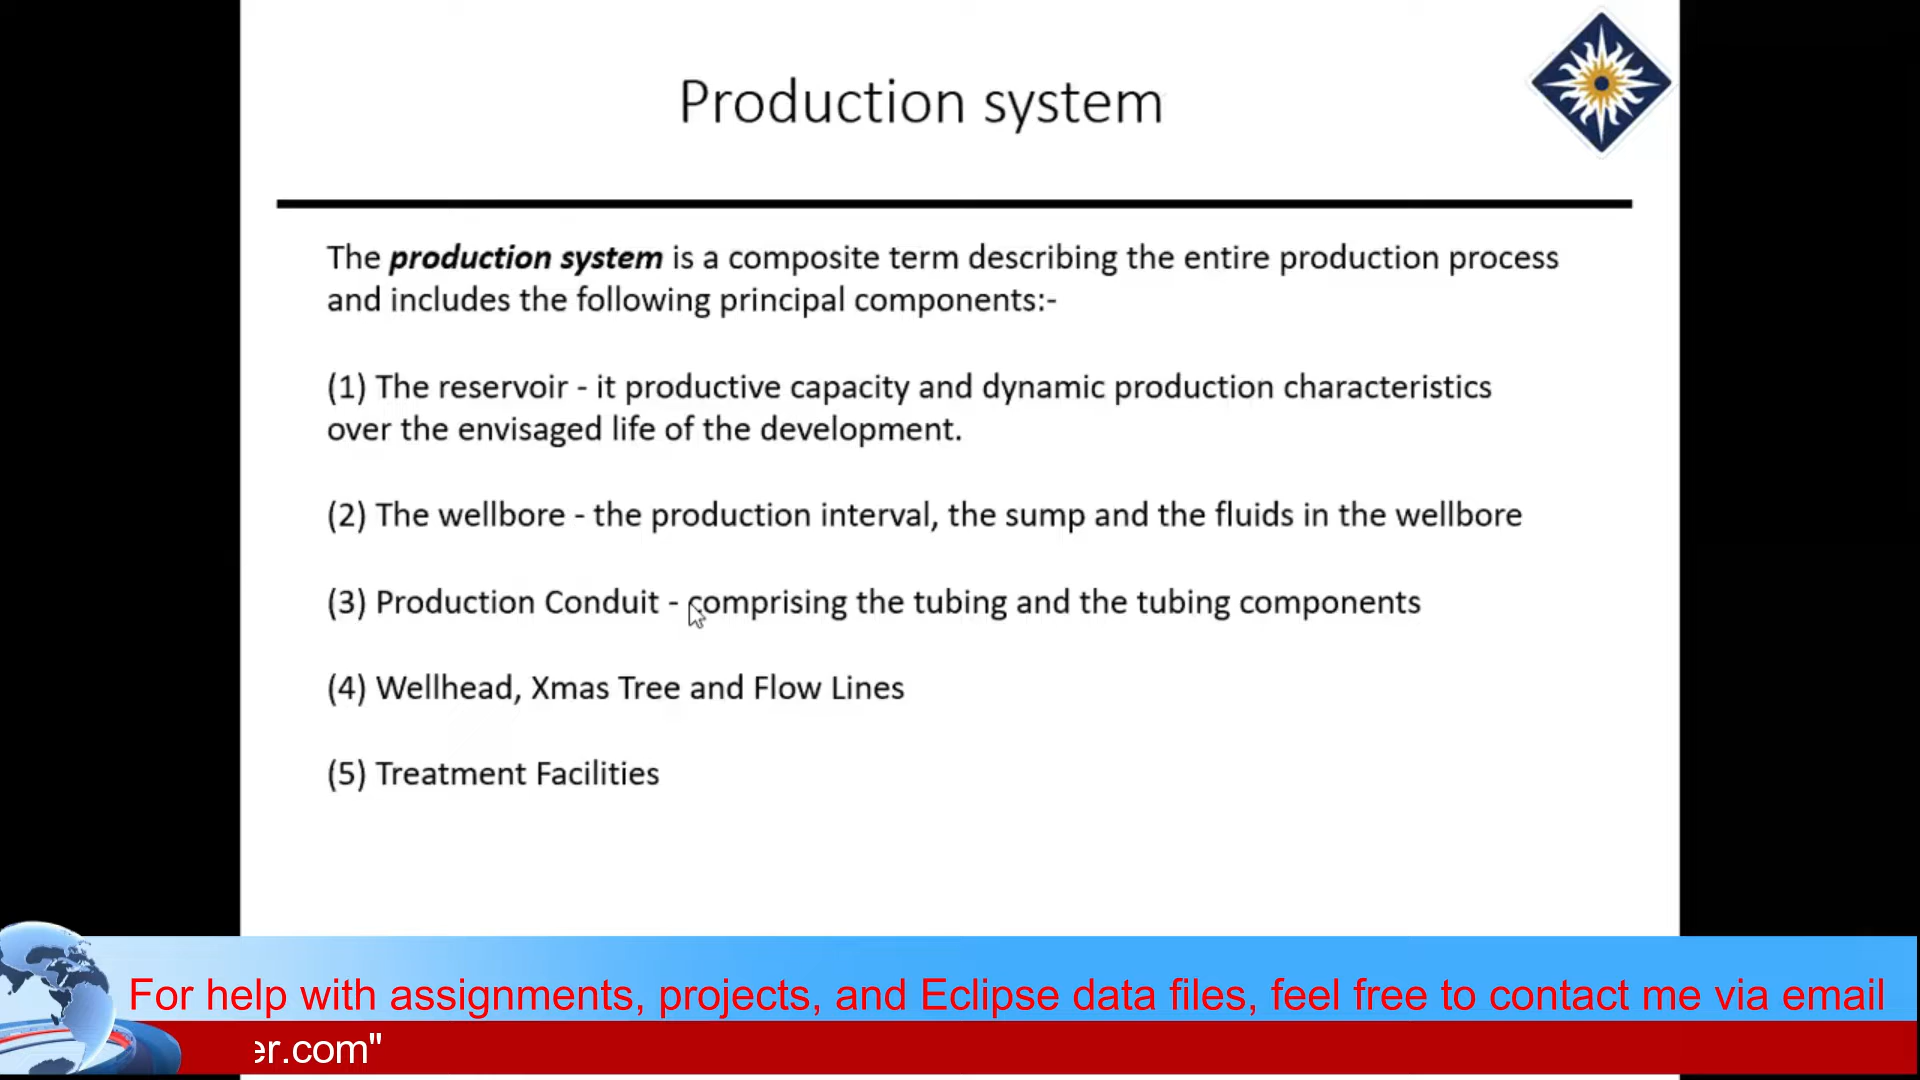 Production system
The production system is a composite term describing the entire production process
and includes the following principal components:-
(1) The reservoir - it productive capacity and dynamic production characteristics
over the envisaged life of the development.
(2) The wellbore - the production interval, the sump and the fluids in the wellbore
(3) Production Conduit - comprising the tubing and the tubing components
(4) Wellhead, Xmas Tree and Flow Lines
(5) Treatment Facilities
For help with assignments, projects, and Eclipse data files, feel free to contact me via email
er.com"